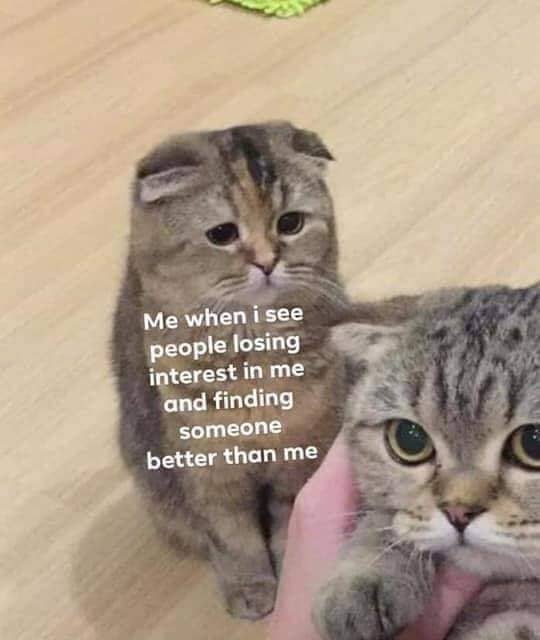 Me when i see
people losing
interest in me
and finding
someone
better than me